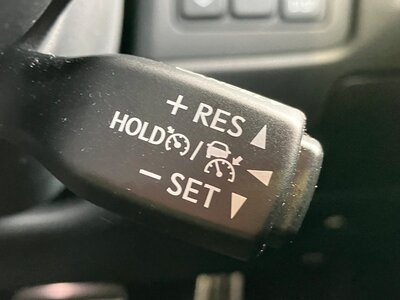 + RES
HOLD /
− SET